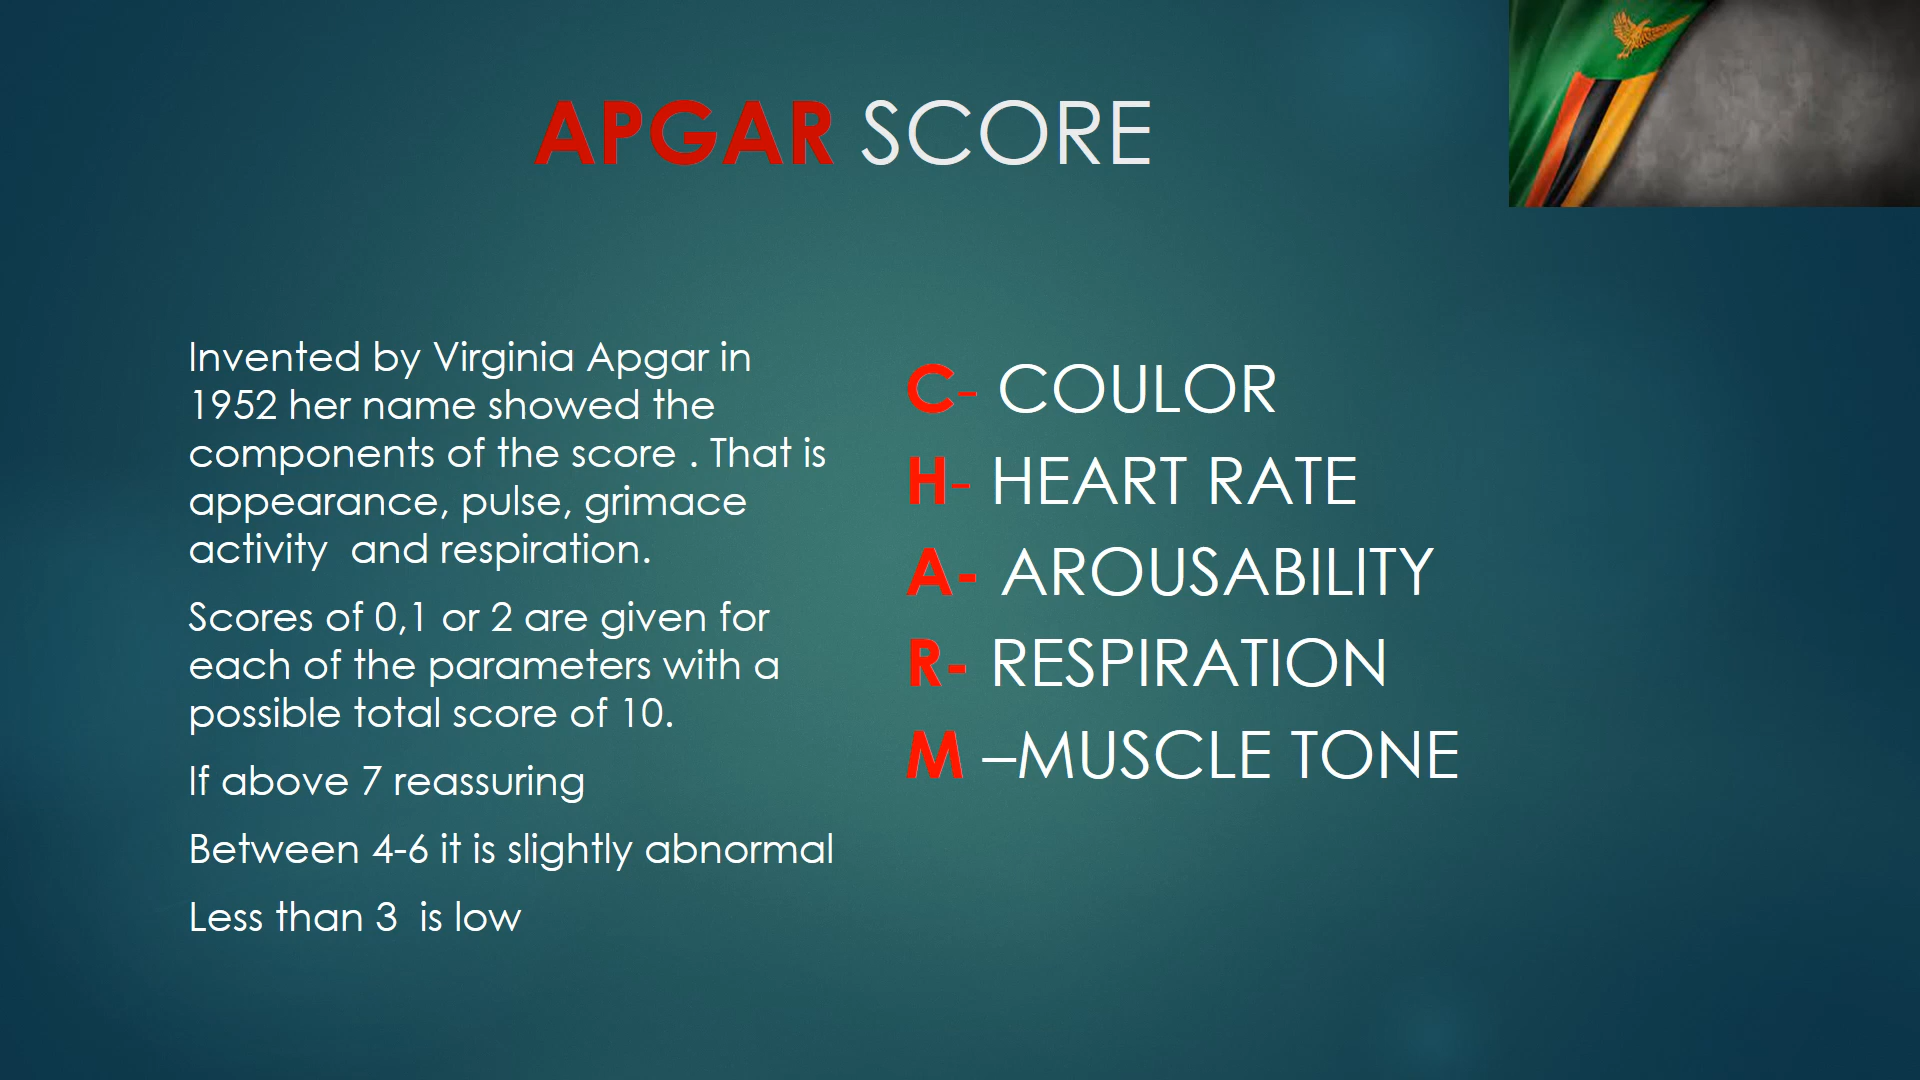 APGAR SCORE
Invented by Virginia Apgar in
1952 her name showed the
components of the score . That is
appearance, pulse, grimace
activity  and respiration.
Scores of 0,1 or 2 are given for
each of the parameters with a
possible total score of 10.
If above 7 reassuring
Between 4-6 it is slightly abnormal
Less than 3  is low
C- COULOR
H- HEART RATE
A- AROUSABILITY
R- RESPIRATION
M –MUSCLE TONE